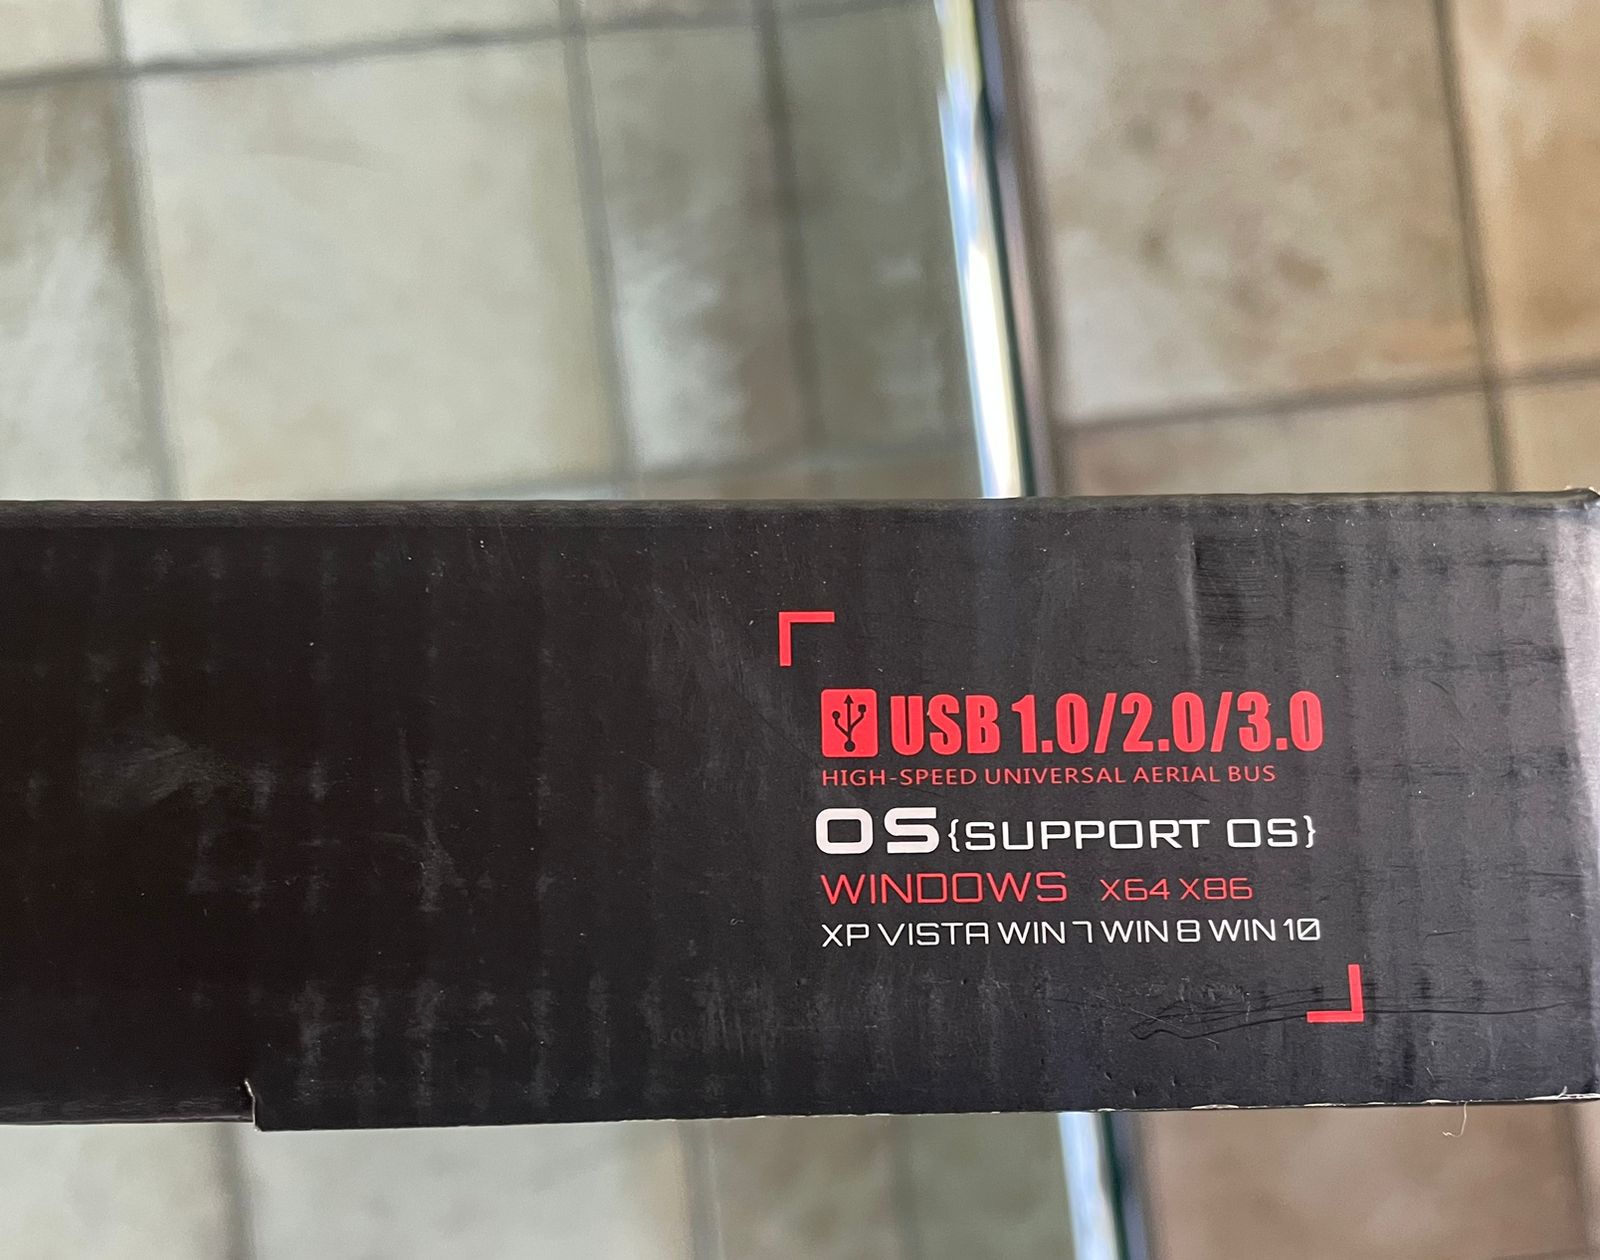 USB 1.0/2.0/3.0
HIGH-SPEED UNIVERSAL AERIAL BUS
OS{SUPPORT OS}
WINDOWS X64 X86
XP VISTA WIN 7 WIN 8 WIN 10